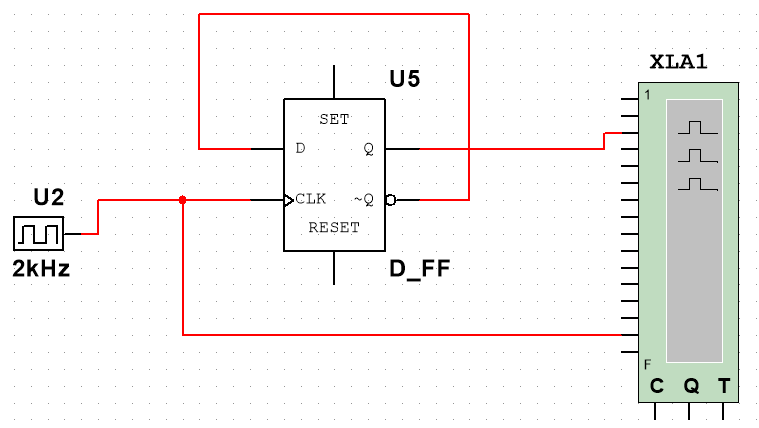 XLA1
U5
1
SET
D Q
U2
CLK ~Q
RESET
2kHz
D_FF
F
C Q T